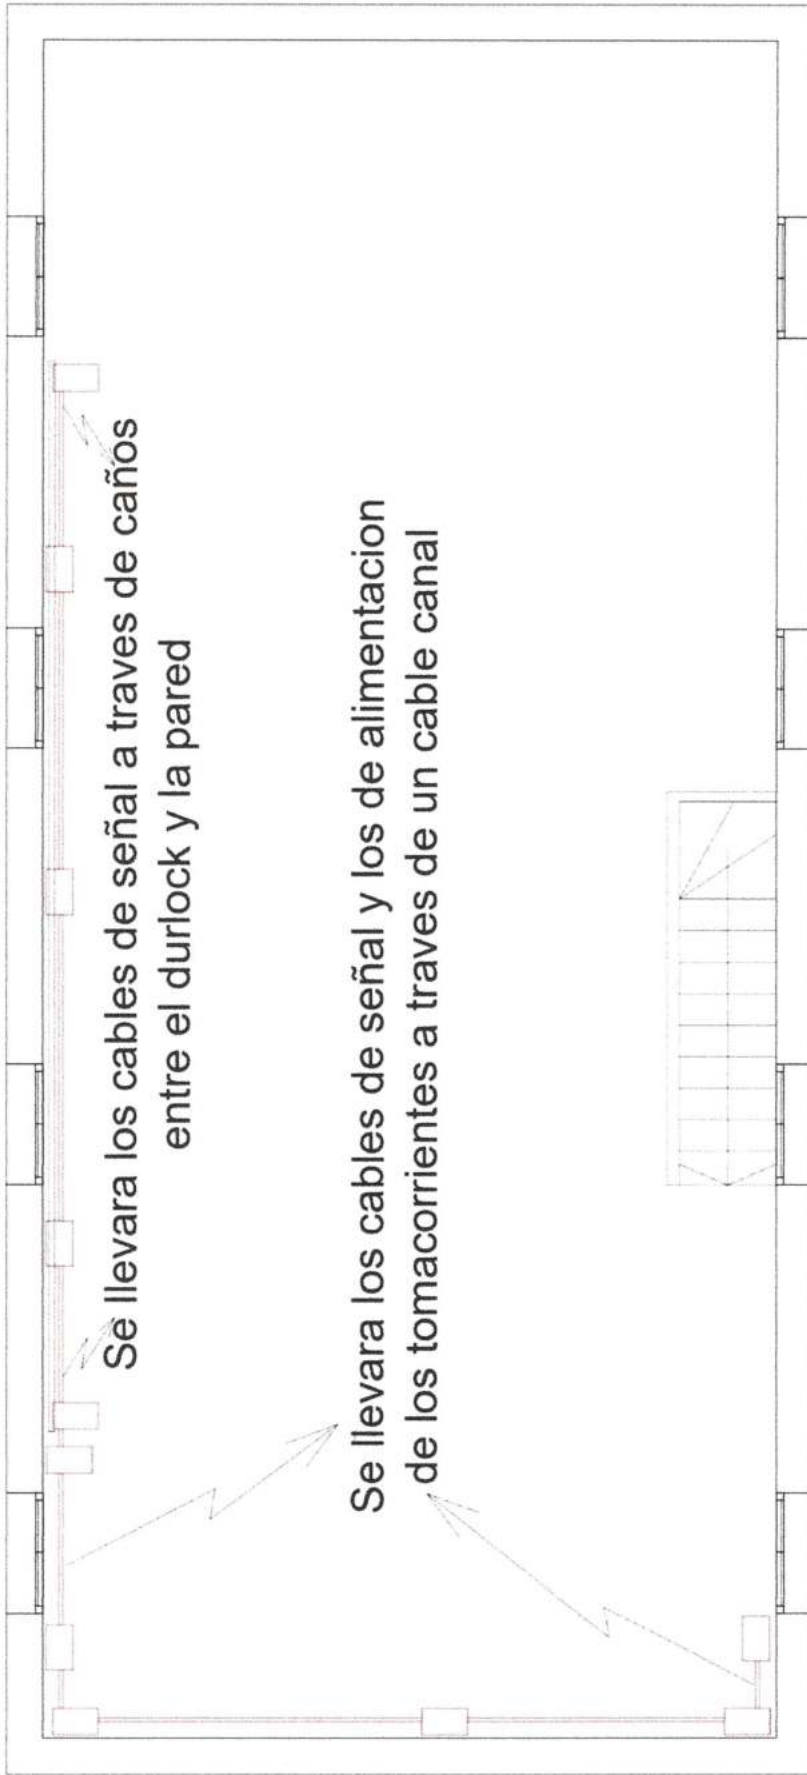 Se llevara los cables de señal a traves de caños
entre el durlock y la pared
Se llevara los cables de señal y los de alimentacion
de los tomacorrientes a traves de un cable canal